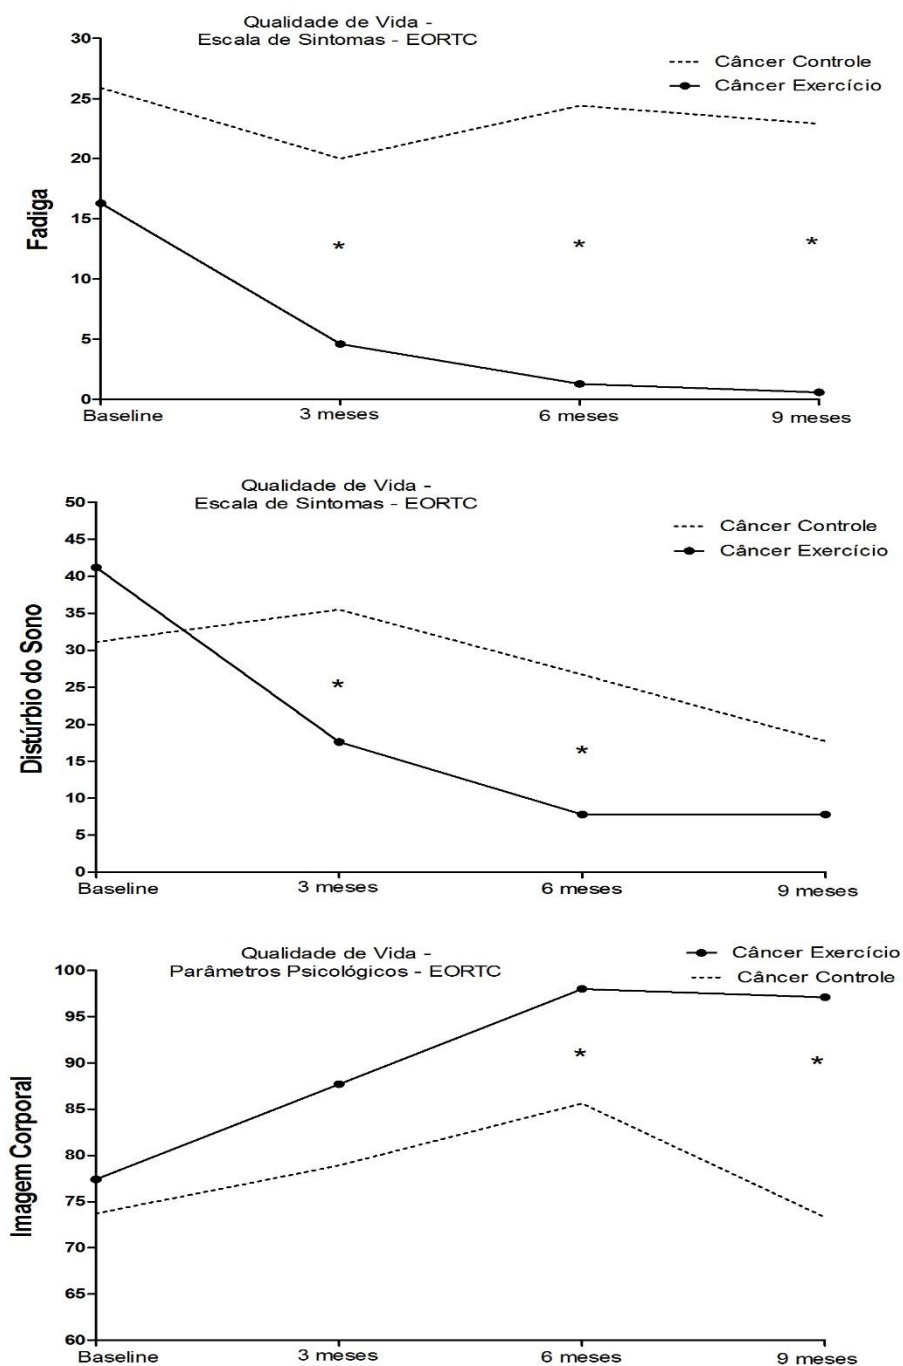 Qualidade de Vida -
Escala de Sintomas - EORTC
Câncer Controle
Câncer Exercício
Fadiga
30
25
20
15
10
5
0
*
*
*
Baseline
3 meses
6 meses
9 meses
Qualidade de Vida -
Escala de Sintomas - EORTC
Câncer Controle
Câncer Exercício
Distúrbio do Sono
50
45
40
35
30
25
20
15
10
5
0
*
*
Baseline
3 meses
6 meses
9 meses
Qualidade de Vida -
Parâmetros Psicológicos - EORTC
Câncer Exercício
Câncer Controle
Imagem Corporal
100
95
90
85
80
75
70
65
60
*
*
Baseline
3 meses
6 meses
9 meses